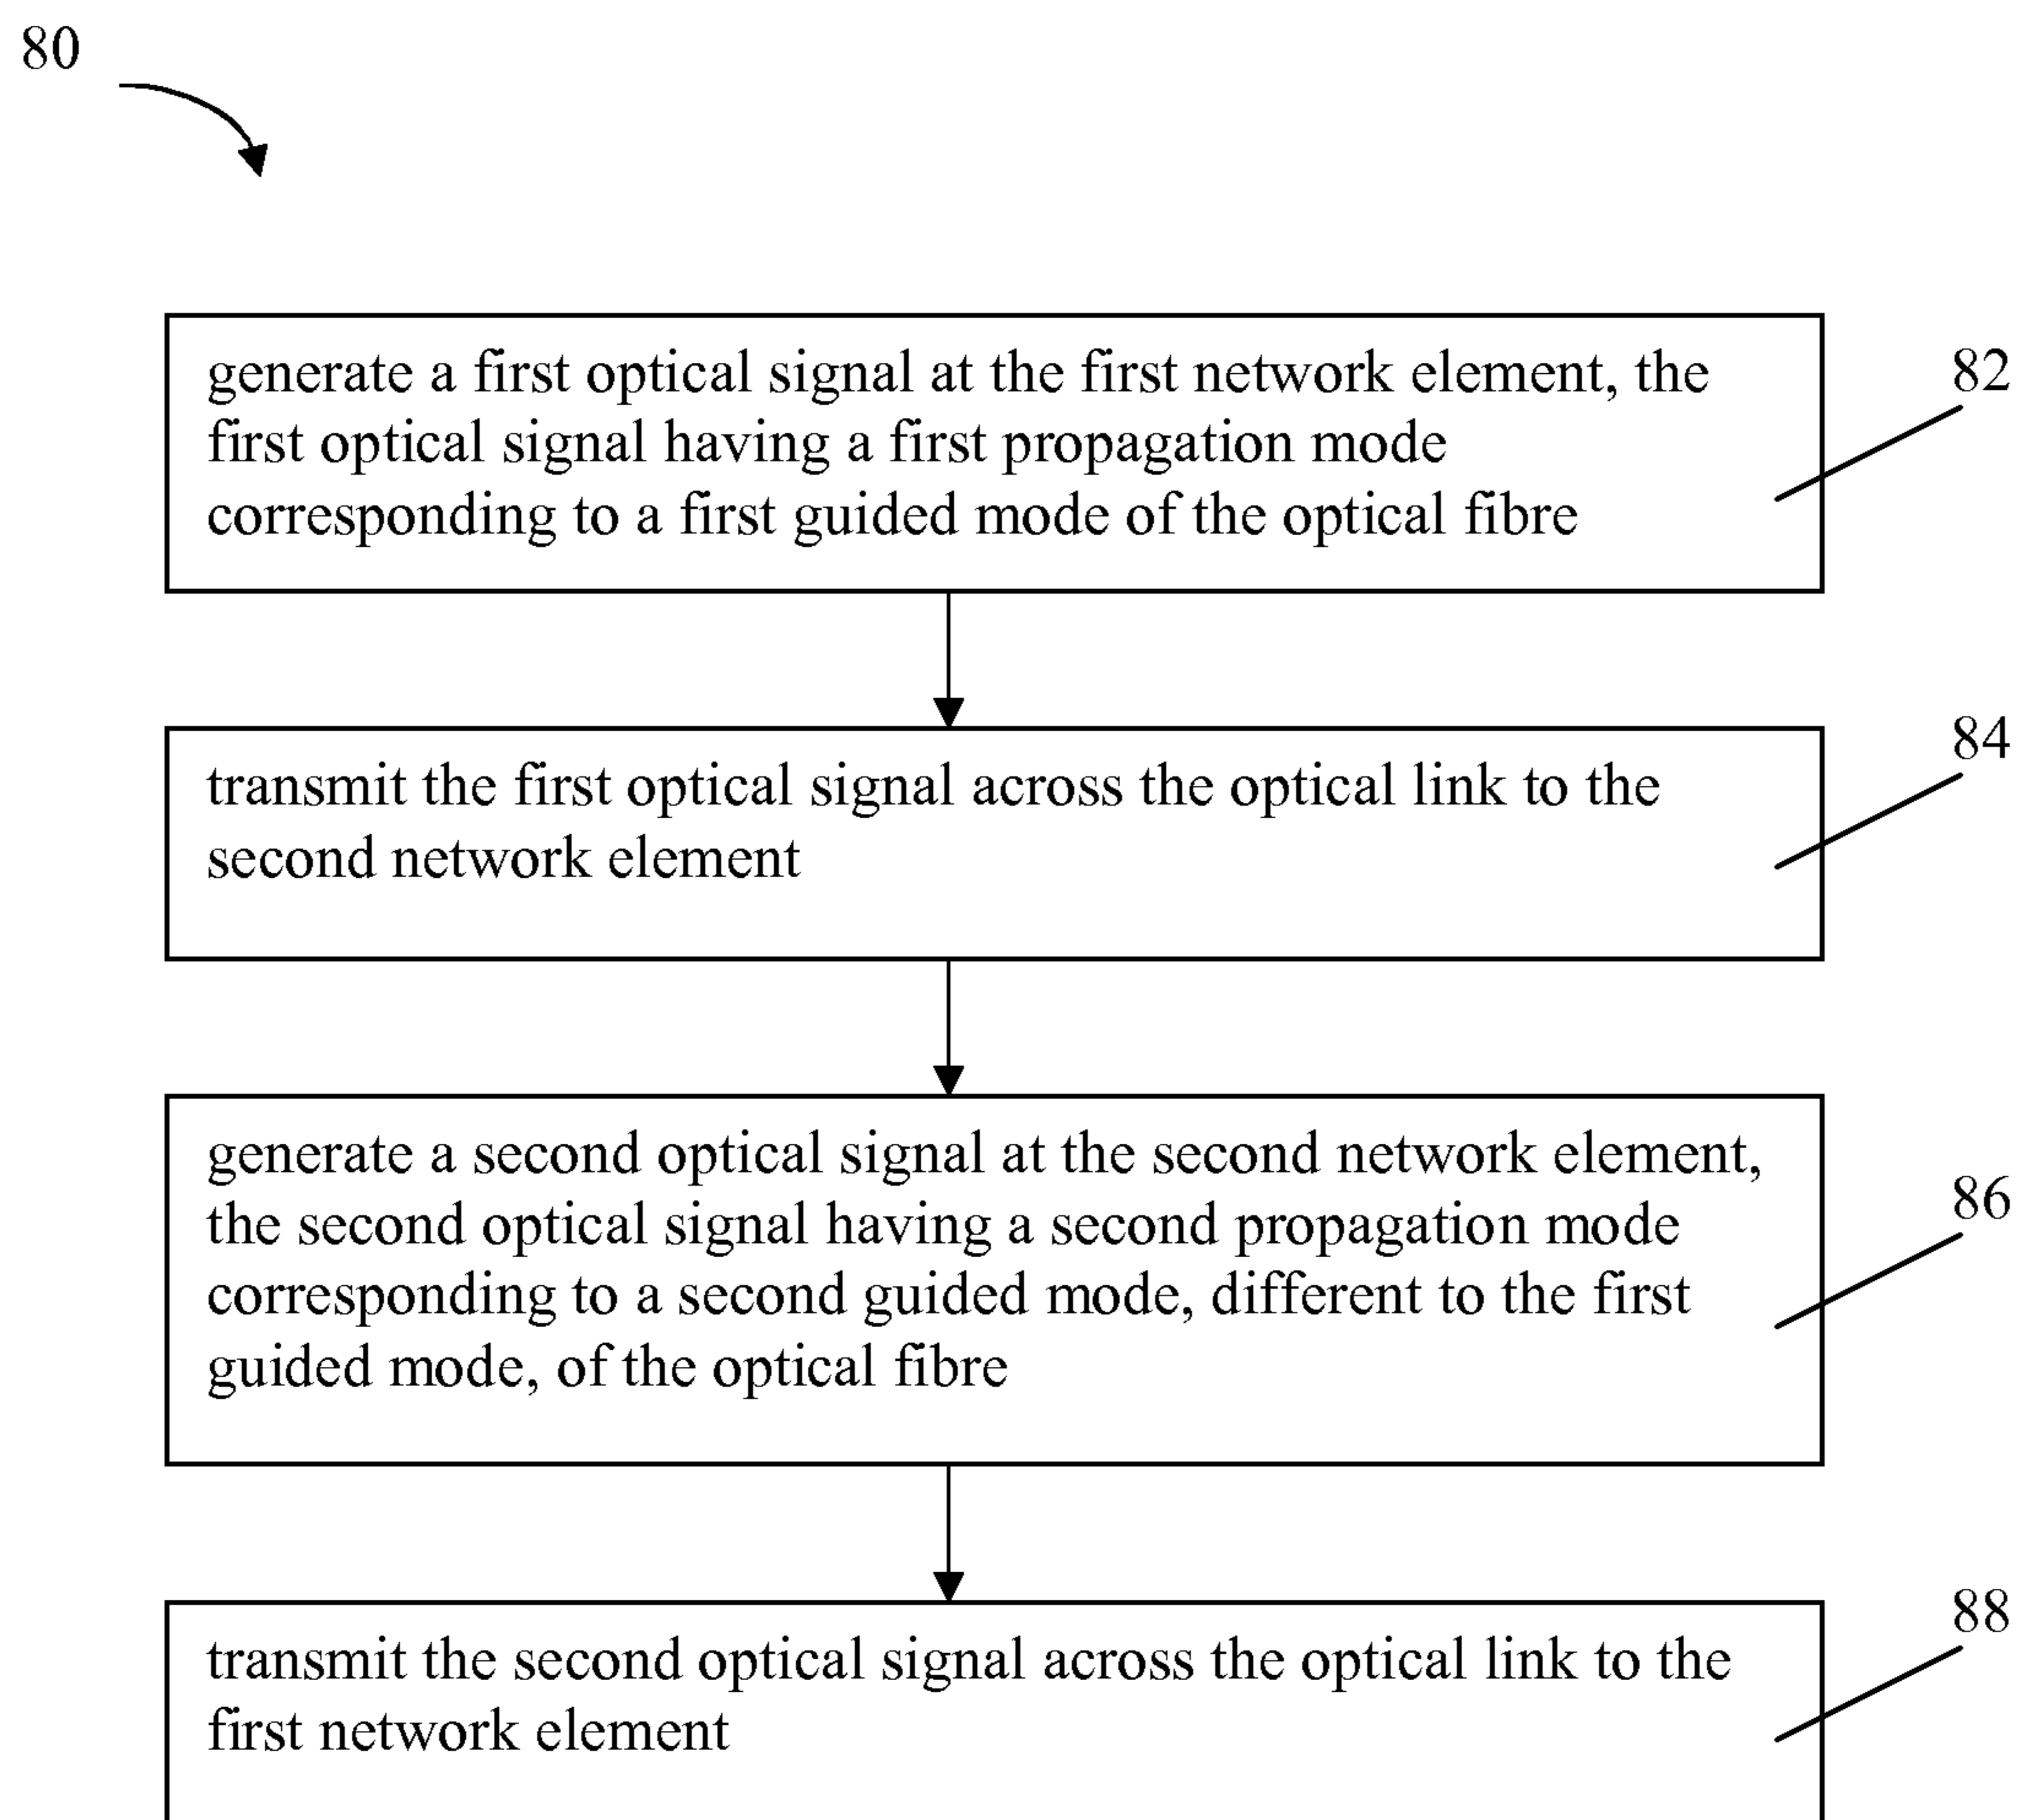 80
generate a first optical signal at the first network element, the
first optical signal having a first propagation mode
corresponding to a first guided mode of the optical fibre
82
transmit the first optical signal across the optical link to the
second network element
84
generate a second optical signal at the second network element,
the second optical signal having a second propagation mode
corresponding to a second guided mode, different to the first
guided mode, of the optical fibre
86
transmit the second optical signal across the optical link to the
first network element
88